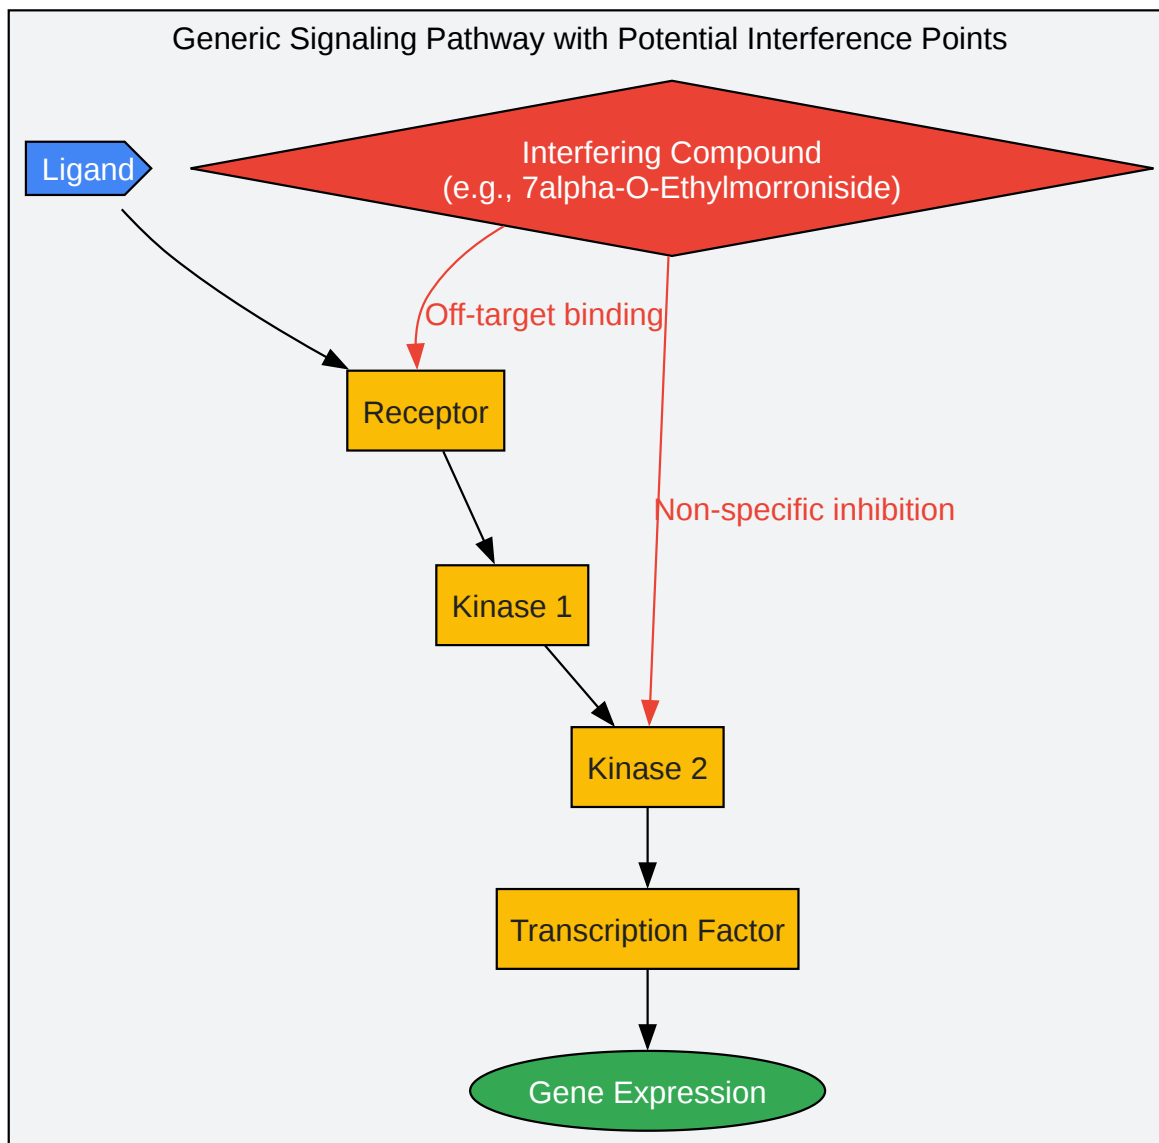 Generic Signaling Pathway with Potential Interference Points
Ligand
Interfering Compound
(e.g., 7alpha-O-Ethylmorroniside)
Off-target binding
Receptor
Non-specific inhibition
Kinase 1
Kinase 2
Transcription Factor
Gene Expression